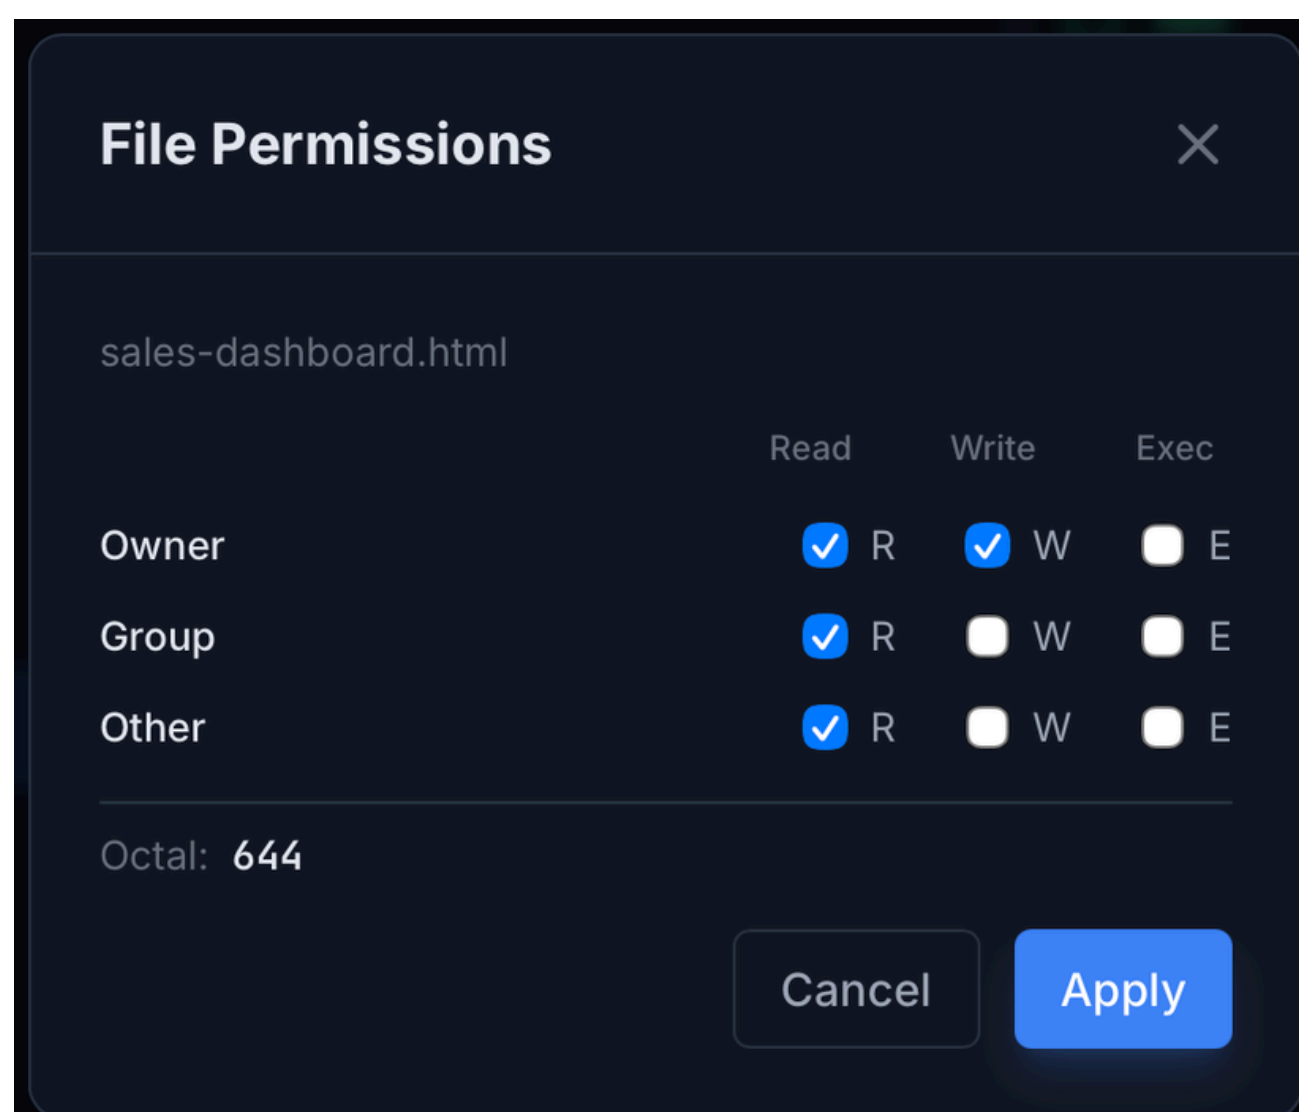 File Permissions
sales-dashboard.html
Read Write Exec
Owner R W E
Group R W E
Other R W E
Octal: 644
Cancel Apply